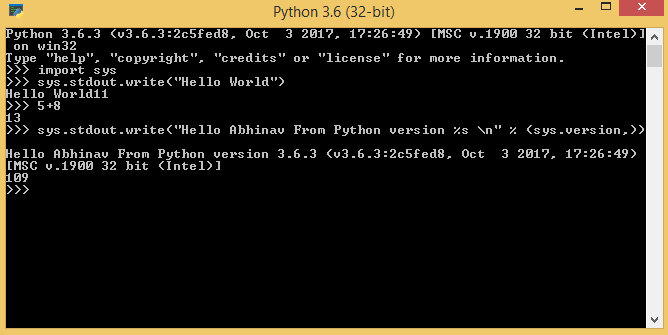 Python 3.6 (32-bit)
Python 3.6.3 (v3.6.3:2c5fed8, Oct  3 2017, 17:26:49) [MSC v.1900 32 bit (Intel)]
 on win32
Type "help", "copyright", "credits" or "license" for more information.
>>> import sys
>>> sys.stdout.write("Hello World")
Hello World11
>>> 5+8
13
>>> sys.stdout.write("Hello Abhinav From Python version %s \n" % (sys.version,))
Hello Abhinav From Python version 3.6.3 (v3.6.3:2c5fed8, Oct  3 2017, 17:26:49)
[MSC v.1900 32 bit (Intel)]
109
>>>